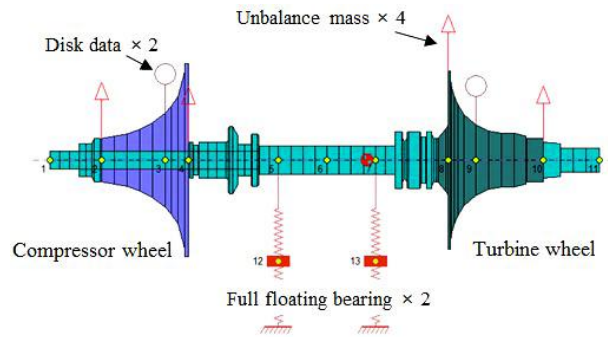 Unbalance mass × 4
Disk data × 2
1 2 3 4 5 6 7 8 9 10 11
Compressor wheel
Turbine wheel
12 13
Full floating bearing × 2